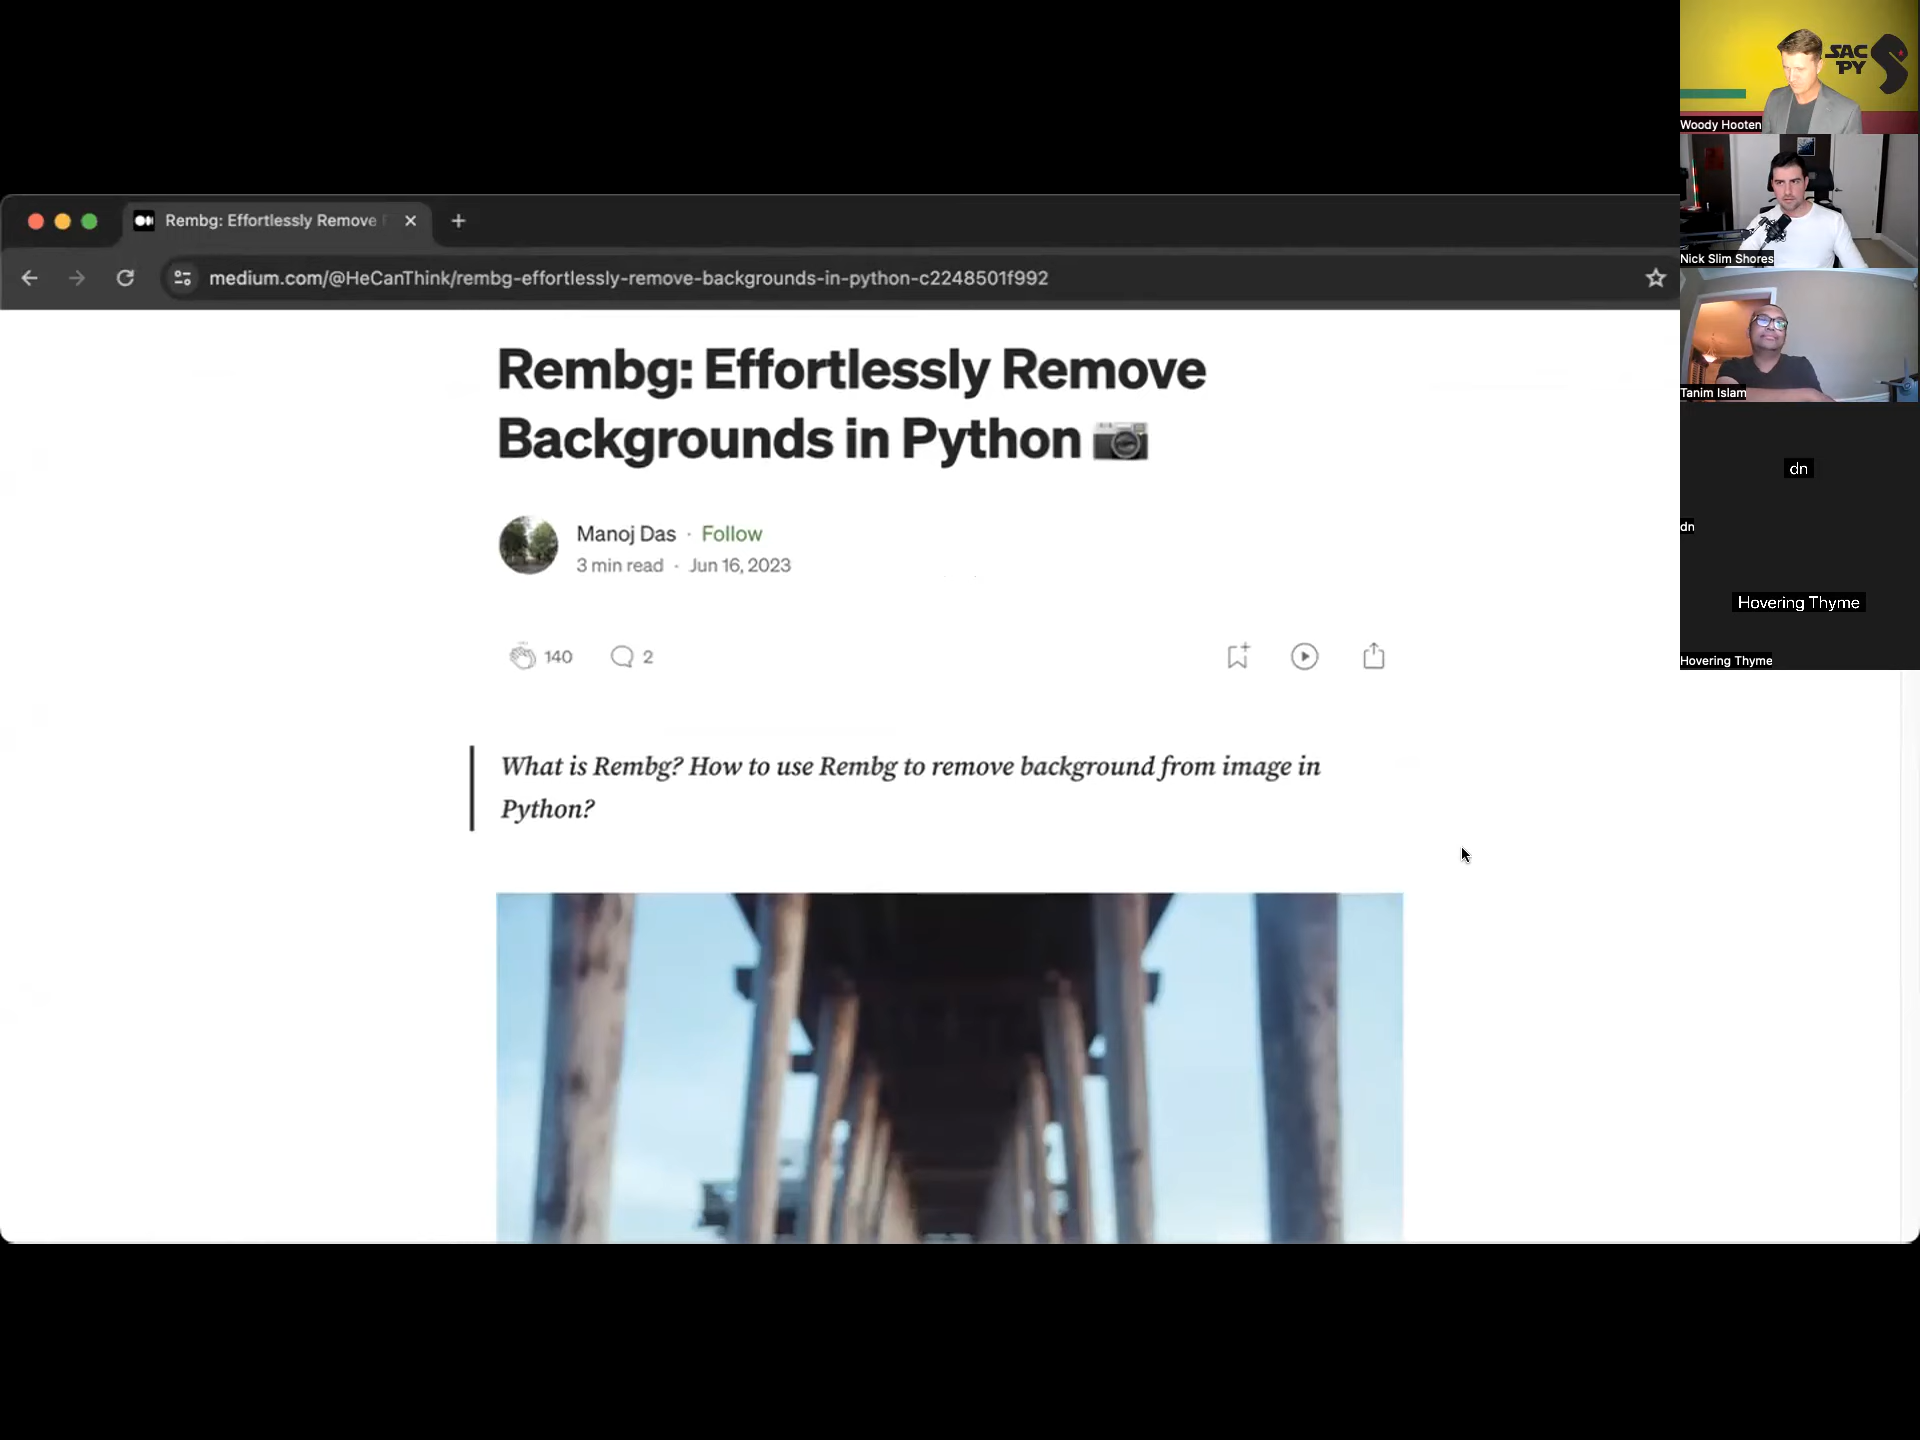 SAC
PY
Woody Hooten
Nick Slim Shores
Tanim Islam
dn
dn
Hovering Thyme
Hovering Thyme
Rembg: Effortlessly Remove
medium.com/@HeCanThink/rembg-effortlessly-remove-backgrounds-in-python-c2248501f992
Rembg: Effortlessly Remove
Backgrounds in Python
Manoj Das · Follow
3 min read · Jun 16, 2023
140 2
What is Rembg? How to use Rembg to remove background from image in
Python?